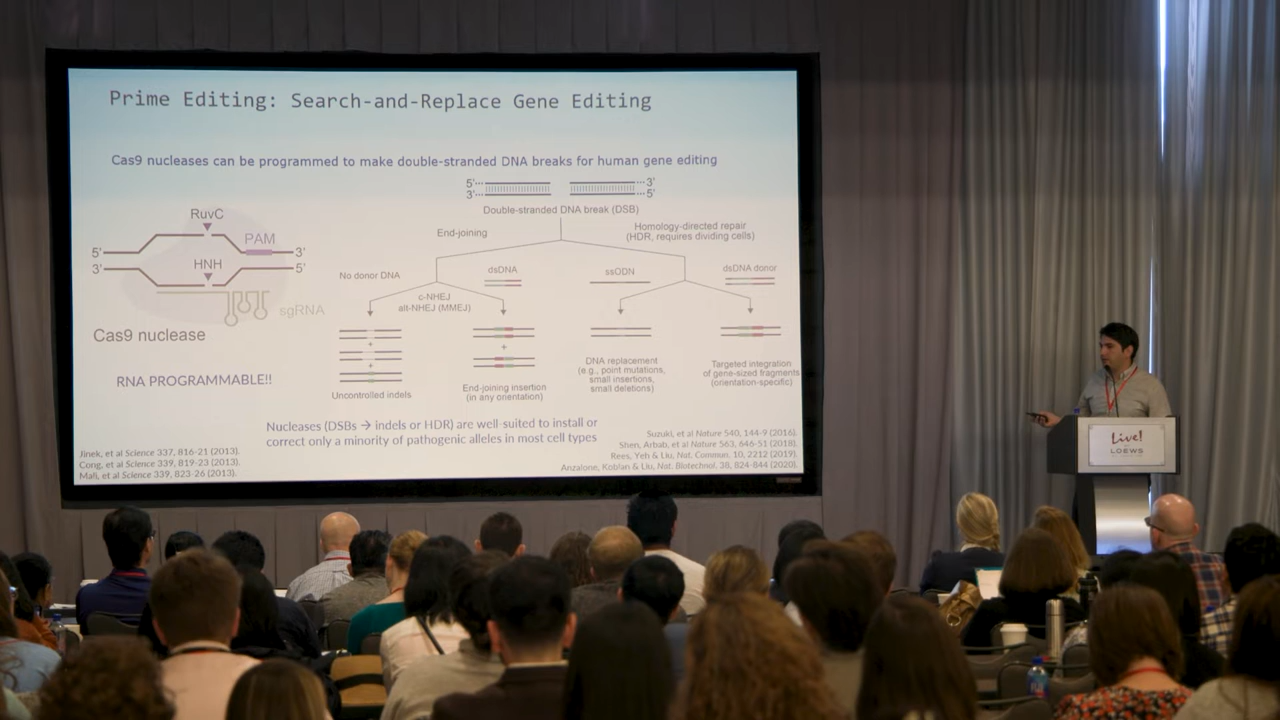 Prime Editing: Search-and-Replace Gene Editing
Cas9 nucleases can be programmed to make double-stranded DNA breaks for human gene editing
5'
3'
3'
5'
Double-stranded DNA break (DSB)
End-joining
Homology-directed repair
(HDR, requires dividing cells)
RuvC
PAM
5'
3'
3'
5'
HNH
sgRNA
Cas9 nuclease
RNA PROGRAMMABLE!!
No donor DNA
dsDNA
ssODN
dsDNA donor
c-NHEJ
alt-NHEJ (MMEJ)
+
+
+
Uncontrolled indels
End-joining insertion
(in any orientation)
DNA replacement
(e.g., point mutations,
small insertions,
small deletions)
Targeted integration
of gene-sized fragments
(orientation-specific)
Nucleases (DSBs → indels or HDR) are well-suited to install or
correct only a minority of pathogenic alleles in most cell types
Jinek, et al Science 337, 816-21 (2013).
Cong, et al Science 339, 819-23 (2013).
Mali, et al Science 339, 823-26 (2013).
Suzuki, et al Nature 540, 144-9 (2016).
Shen, Arbab, et al Nature 563, 646-51 (2018).
Rees, Yeh & Liu, Nat. Commun. 10, 2212 (2019).
Anzalone, Koblan & Liu, Nat. Biotechnol. 38, 824-844 (2020).
Live!
LOEWS